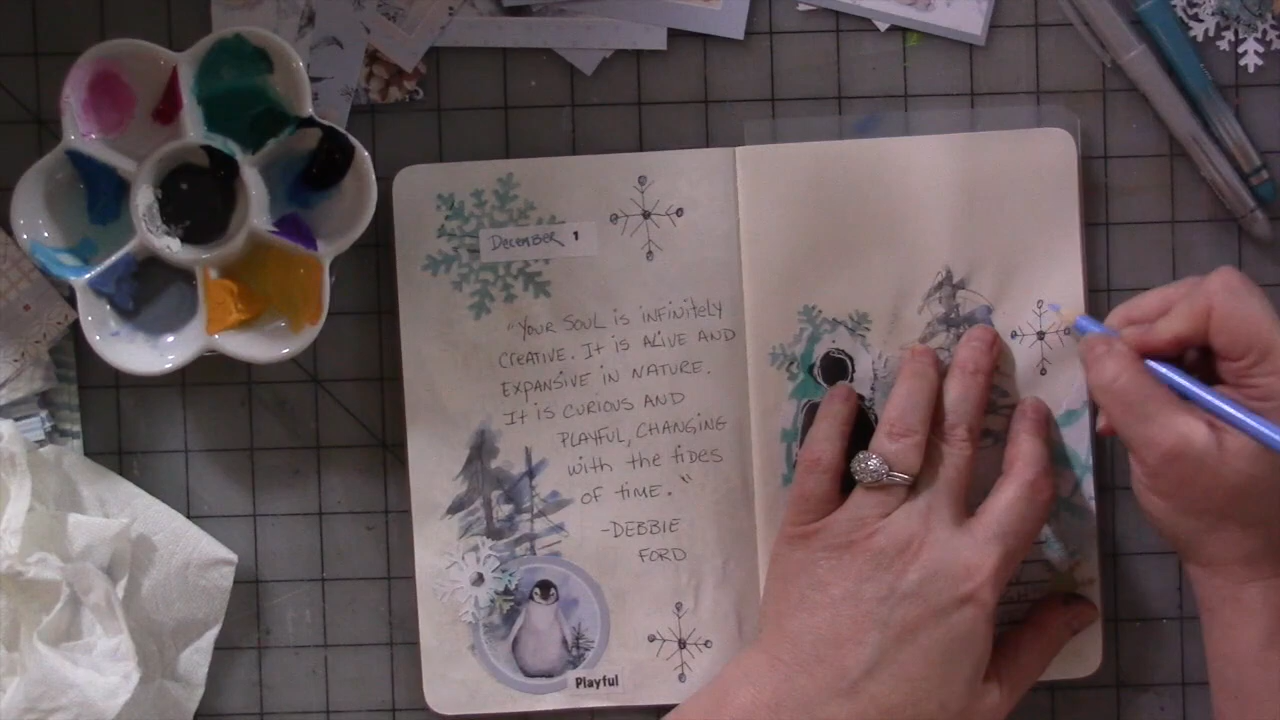 December 1
"Your soul is infinitely
creative. It is alive and
expansive in nature.
It is curious and
playful, changing
with the tides
of time."
-Debbie
Ford
Playful